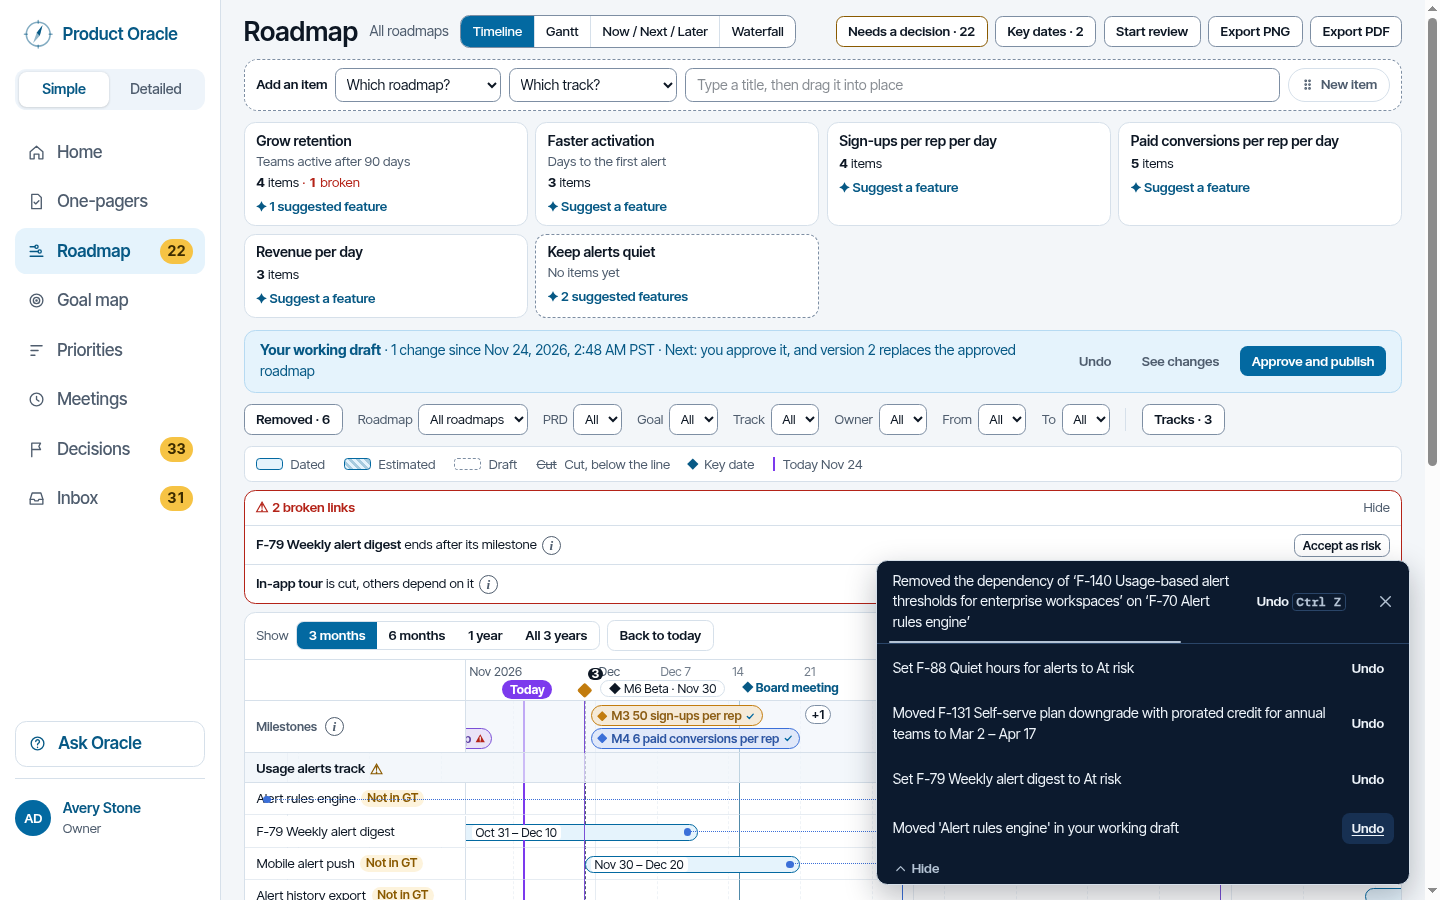 Product Oracle
Simple
Detailed
Home
One-pagers
Roadmap 22
Goal map
Priorities
Meetings
Decisions 33
Inbox 31
Ask Oracle
AD
Avery Stone
Owner
Roadmap All roadmaps Timeline Gantt Now / Next / Later Waterfall Needs a decision · 22 Key dates · 2 Start review Export PNG Export PDF
Add an item Which roadmap? Which track? Type a title, then drag it into place New item
Grow retention
Teams active after 90 days
4 items · 1 broken
1 suggested feature
Faster activation
Days to the first alert
3 items
Suggest a feature
Sign-ups per rep per day
4 items
Suggest a feature
Paid conversions per rep per day
5 items
Suggest a feature
Revenue per day
3 items
Suggest a feature
Keep alerts quiet
No items yet
2 suggested features
Your working draft · 1 change since Nov 24, 2026, 2:48 AM PST · Next: you approve it, and version 2 replaces the approved
roadmap
Undo See changes Approve and publish
Removed · 6 Roadmap All roadmaps PRD All Goal All Track All Owner All From All To All Tracks · 3
Dated Estimated Draft Cut Cut, below the line Key date Today Nov 24
2 broken links Hide
F-79 Weekly alert digest ends after its milestone i Accept as risk
In-app tour is cut, others depend on it i
Show 3 months 6 months 1 year All 3 years Back to today
Nov 2026 3 Dec Dec 7 14 21
Today M6 Beta · Nov 30 Board meeting
Milestones i
M3 50 sign-ups per rep +1
M4 6 paid conversions per rep
Usage alerts track
Alert rules engine Not in GT
F-79 Weekly alert digest Oct 31 – Dec 10
Mobile alert push Not in GT Nov 30 – Dec 20
Alert history export Not in GT
Removed the dependency of ‘F-140 Usage-based alert
thresholds for enterprise workspaces’ on ‘F-70 Alert
rules engine’
Undo Ctrl Z
Set F-88 Quiet hours for alerts to At risk Undo
Moved F-131 Self-serve plan downgrade with prorated credit for annual
teams to Mar 2 – Apr 17
Undo
Set F-79 Weekly alert digest to At risk Undo
Moved 'Alert rules engine' in your working draft Undo
Hide